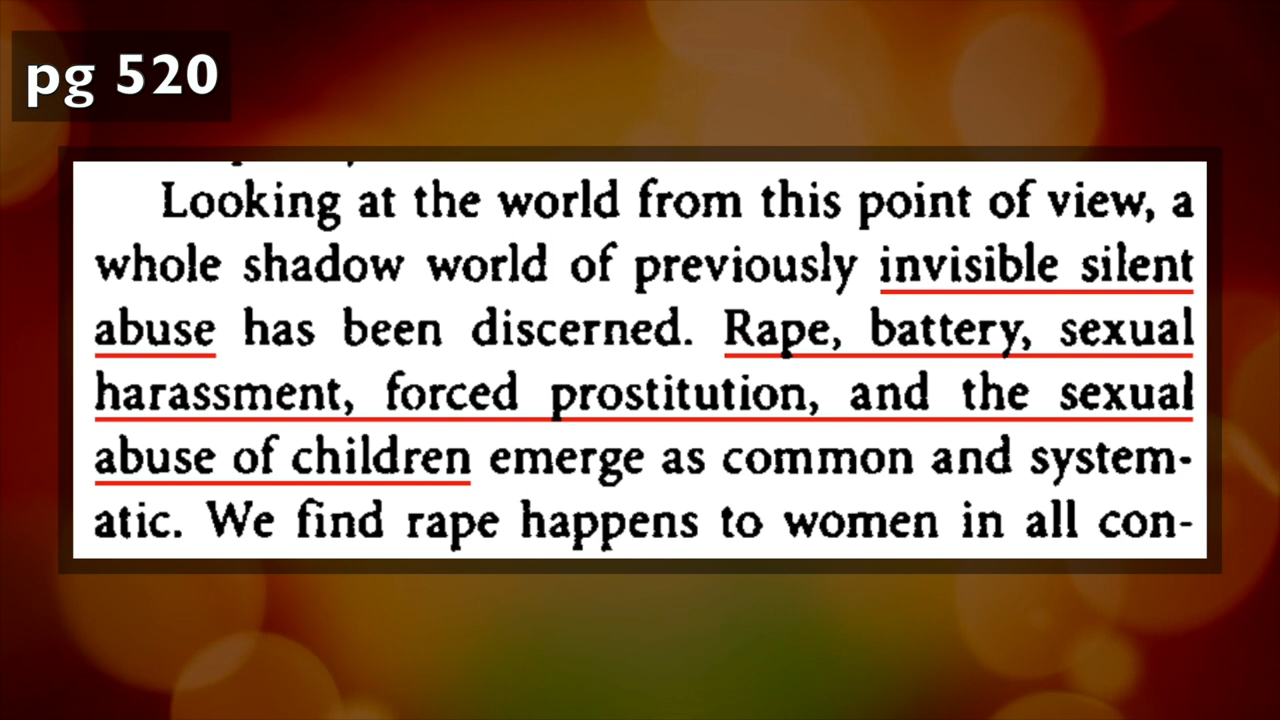 pg 520
Looking at the world from this point of view, a
whole shadow world of previously invisible silent
abuse has been discerned. Rape, battery, sexual
harassment, forced prostitution, and the sexual
abuse of children emerge as common and system-
atic. We find rape happens to women in all con-